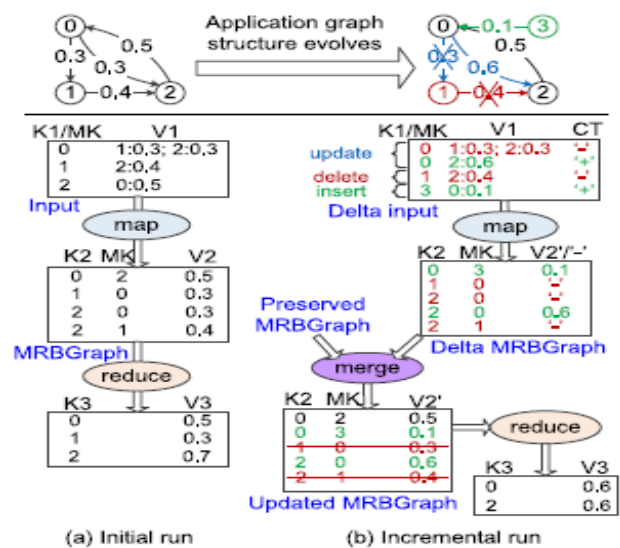 Application graph
structure evolves
0
0.3
0.3
0.5
1
0.4
2
0
0.1
3
0.3
0.6
0.5
1
0.4
2
K1/MK V1
0 1:0.3; 2:0.3
1 2:0.4
2 0:0.5
Input
map
K2 MK V2
0 2 0.5
1 0 0.3
2 0 0.3
2 1 0.4
MRBGraph
reduce
K3 V3
0 0.5
1 0.3
2 0.7
(a) Initial run
K1/MK V1 CT
update
delete
insert
0 1:0.3; 2:0.3 '-'
0 2:0.6 '+'
1 2:0.4 '-'
3 0:0.1 '+'
Delta input
map
K2 MK V2'/'-'
0 3 0.1
1 0 '-'
2 0 '-'
2 0 0.6
2 1 '-'
Preserved
MRBGraph
Delta MRBGraph
merge
K2 MK V2'
0 2 0.5
0 3 0.1
1 0 0.3
2 0 0.6
2 1 0.4
Updated MRBGraph
reduce
K3 V3
0 0.6
2 0.6
(b) Incremental run